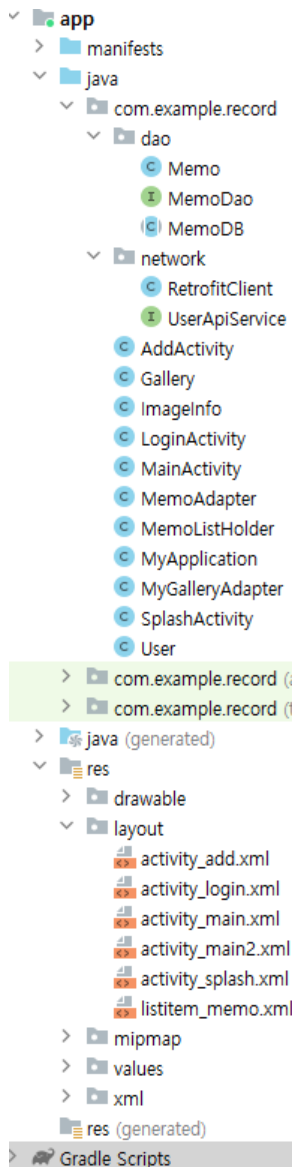 app
manifests
java
com.example.record
dao
Memo
MemoDao
MemoDB
network
RetrofitClient
UserApiService
AddActivity
Gallery
ImageInfo
LoginActivity
MainActivity
MemoAdapter
MemoListHolder
MyApplication
MyGalleryAdapter
SplashActivity
User
com.example.record (
com.example.record (
java (generated)
res
drawable
layout
activity_add.xml
activity_login.xml
activity_main.xml
activity_main2.xml
activity_splash.xml
listitem_memo.xml
mipmap
values
xml
res (generated)
Gradle Scripts